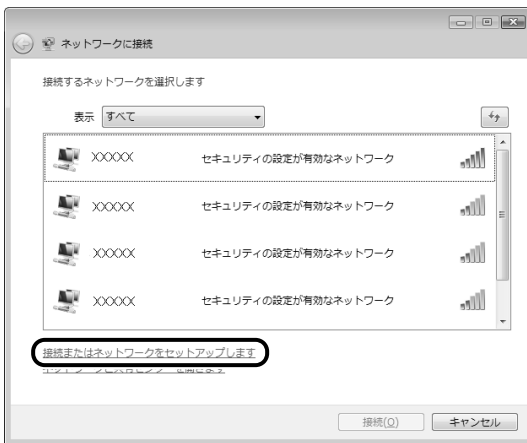 ネットワークに接続
接続するネットワークを選択します
表示 すべて
XXXXX セキュリティの設定が有効なネットワーク
XXXXX セキュリティの設定が有効なネットワーク
XXXXX セキュリティの設定が有効なネットワーク
XXXXX セキュリティの設定が有効なネットワーク
接続またはネットワークをセットアップします
接続(O) キャンセル